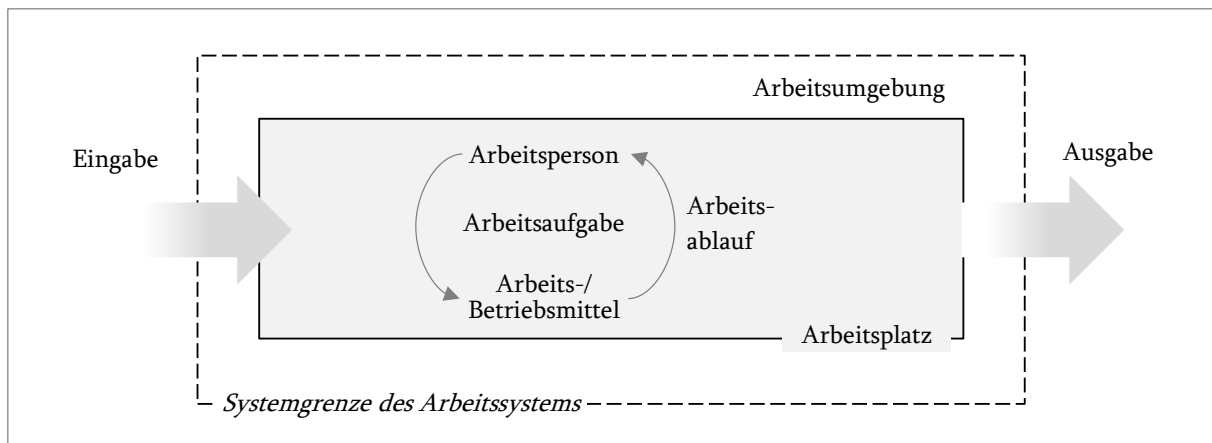 Arbeitsumgebung
Eingabe
Ausgabe
Arbeitsperson
Arbeitsaufgabe
Arbeits-
ablauf
Arbeits-/
Betriebsmittel
Arbeitsplatz
Systemgrenze des Arbeitssystems